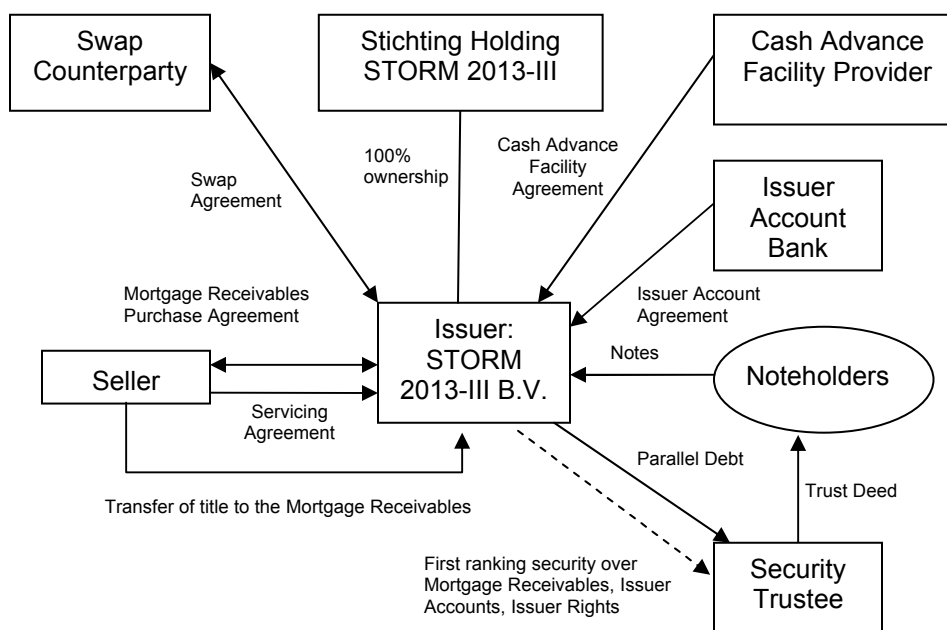 Swap
Counterparty
Stichting Holding
STORM 2013-III
Cash Advance
Facility Provider
Swap
Agreement
100%
ownership
Cash Advance
Facility
Agreement
Issuer
Account
Bank
Mortgage Receivables
Purchase Agreement
Issuer:
STORM
2013-III B.V.
Issuer Account
Agreement
Seller
Notes
Noteholders
Servicing
Agreement
Parallel Debt
Trust Deed
Transfer of title to the Mortgage Receivables
First ranking security over
Mortgage Receivables, Issuer
Accounts, Issuer Rights
Security
Trustee